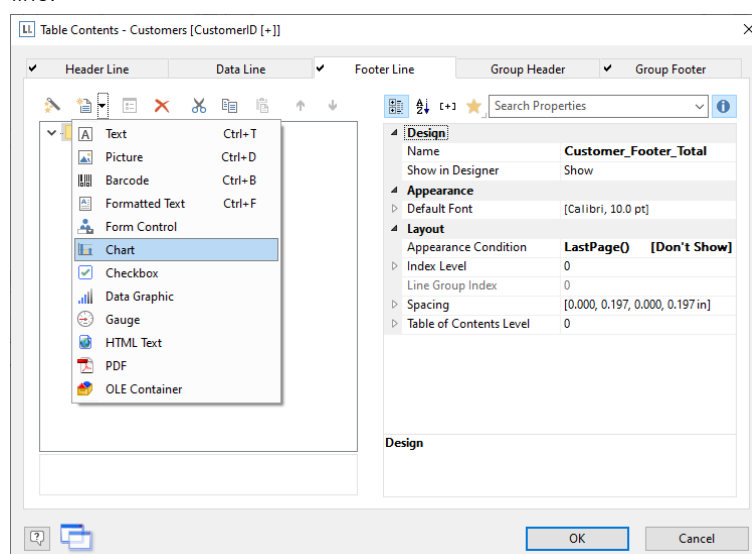 line.
LL Table Contents - Customers [CustomerID [+]]
Header Line
Data Line
Footer Line
Group Header
Group Footer
Search Properties
A Text Ctrl+T
Picture Ctrl+D
Barcode Ctrl+B
Formatted Text Ctrl+F
Form Control
Chart
Checkbox
Data Graphic
Gauge
HTML Text
PDF
OLE Container
Design
Name Customer_Footer_Total
Show in Designer Show
Appearance
Default Font [Calibri, 10.0 pt]
Layout
Appearance Condition LastPage() [Don't Show]
Index Level 0
Line Group Index 0
Spacing [0.000, 0.197, 0.000, 0.197 in]
Table of Contents Level 0
Design
OK
Cancel